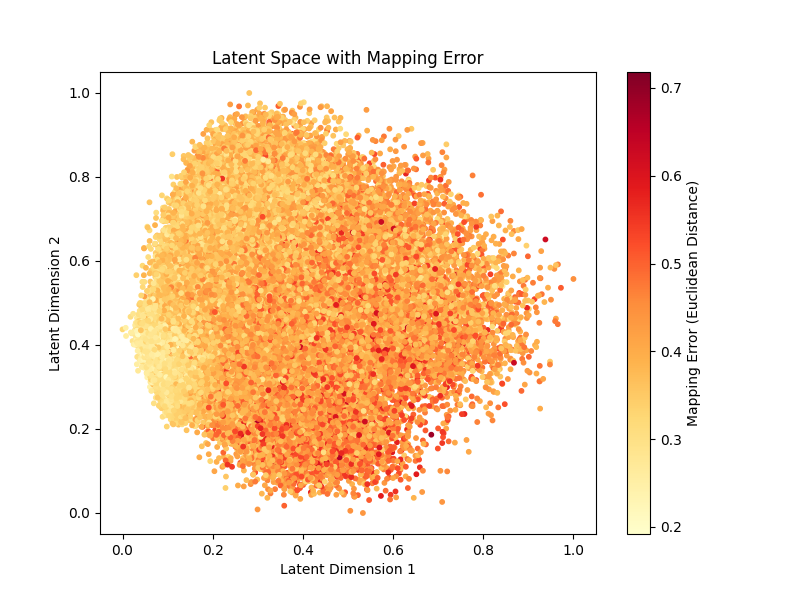 Latent Space with Mapping Error
1.0
0.8
0.6
0.4
0.2
0.0
Latent Dimension 2
0.0 0.2 0.4 0.6 0.8 1.0
Latent Dimension 1
0.7
0.6
0.5
0.4
0.3
0.2
Mapping Error (Euclidean Distance)